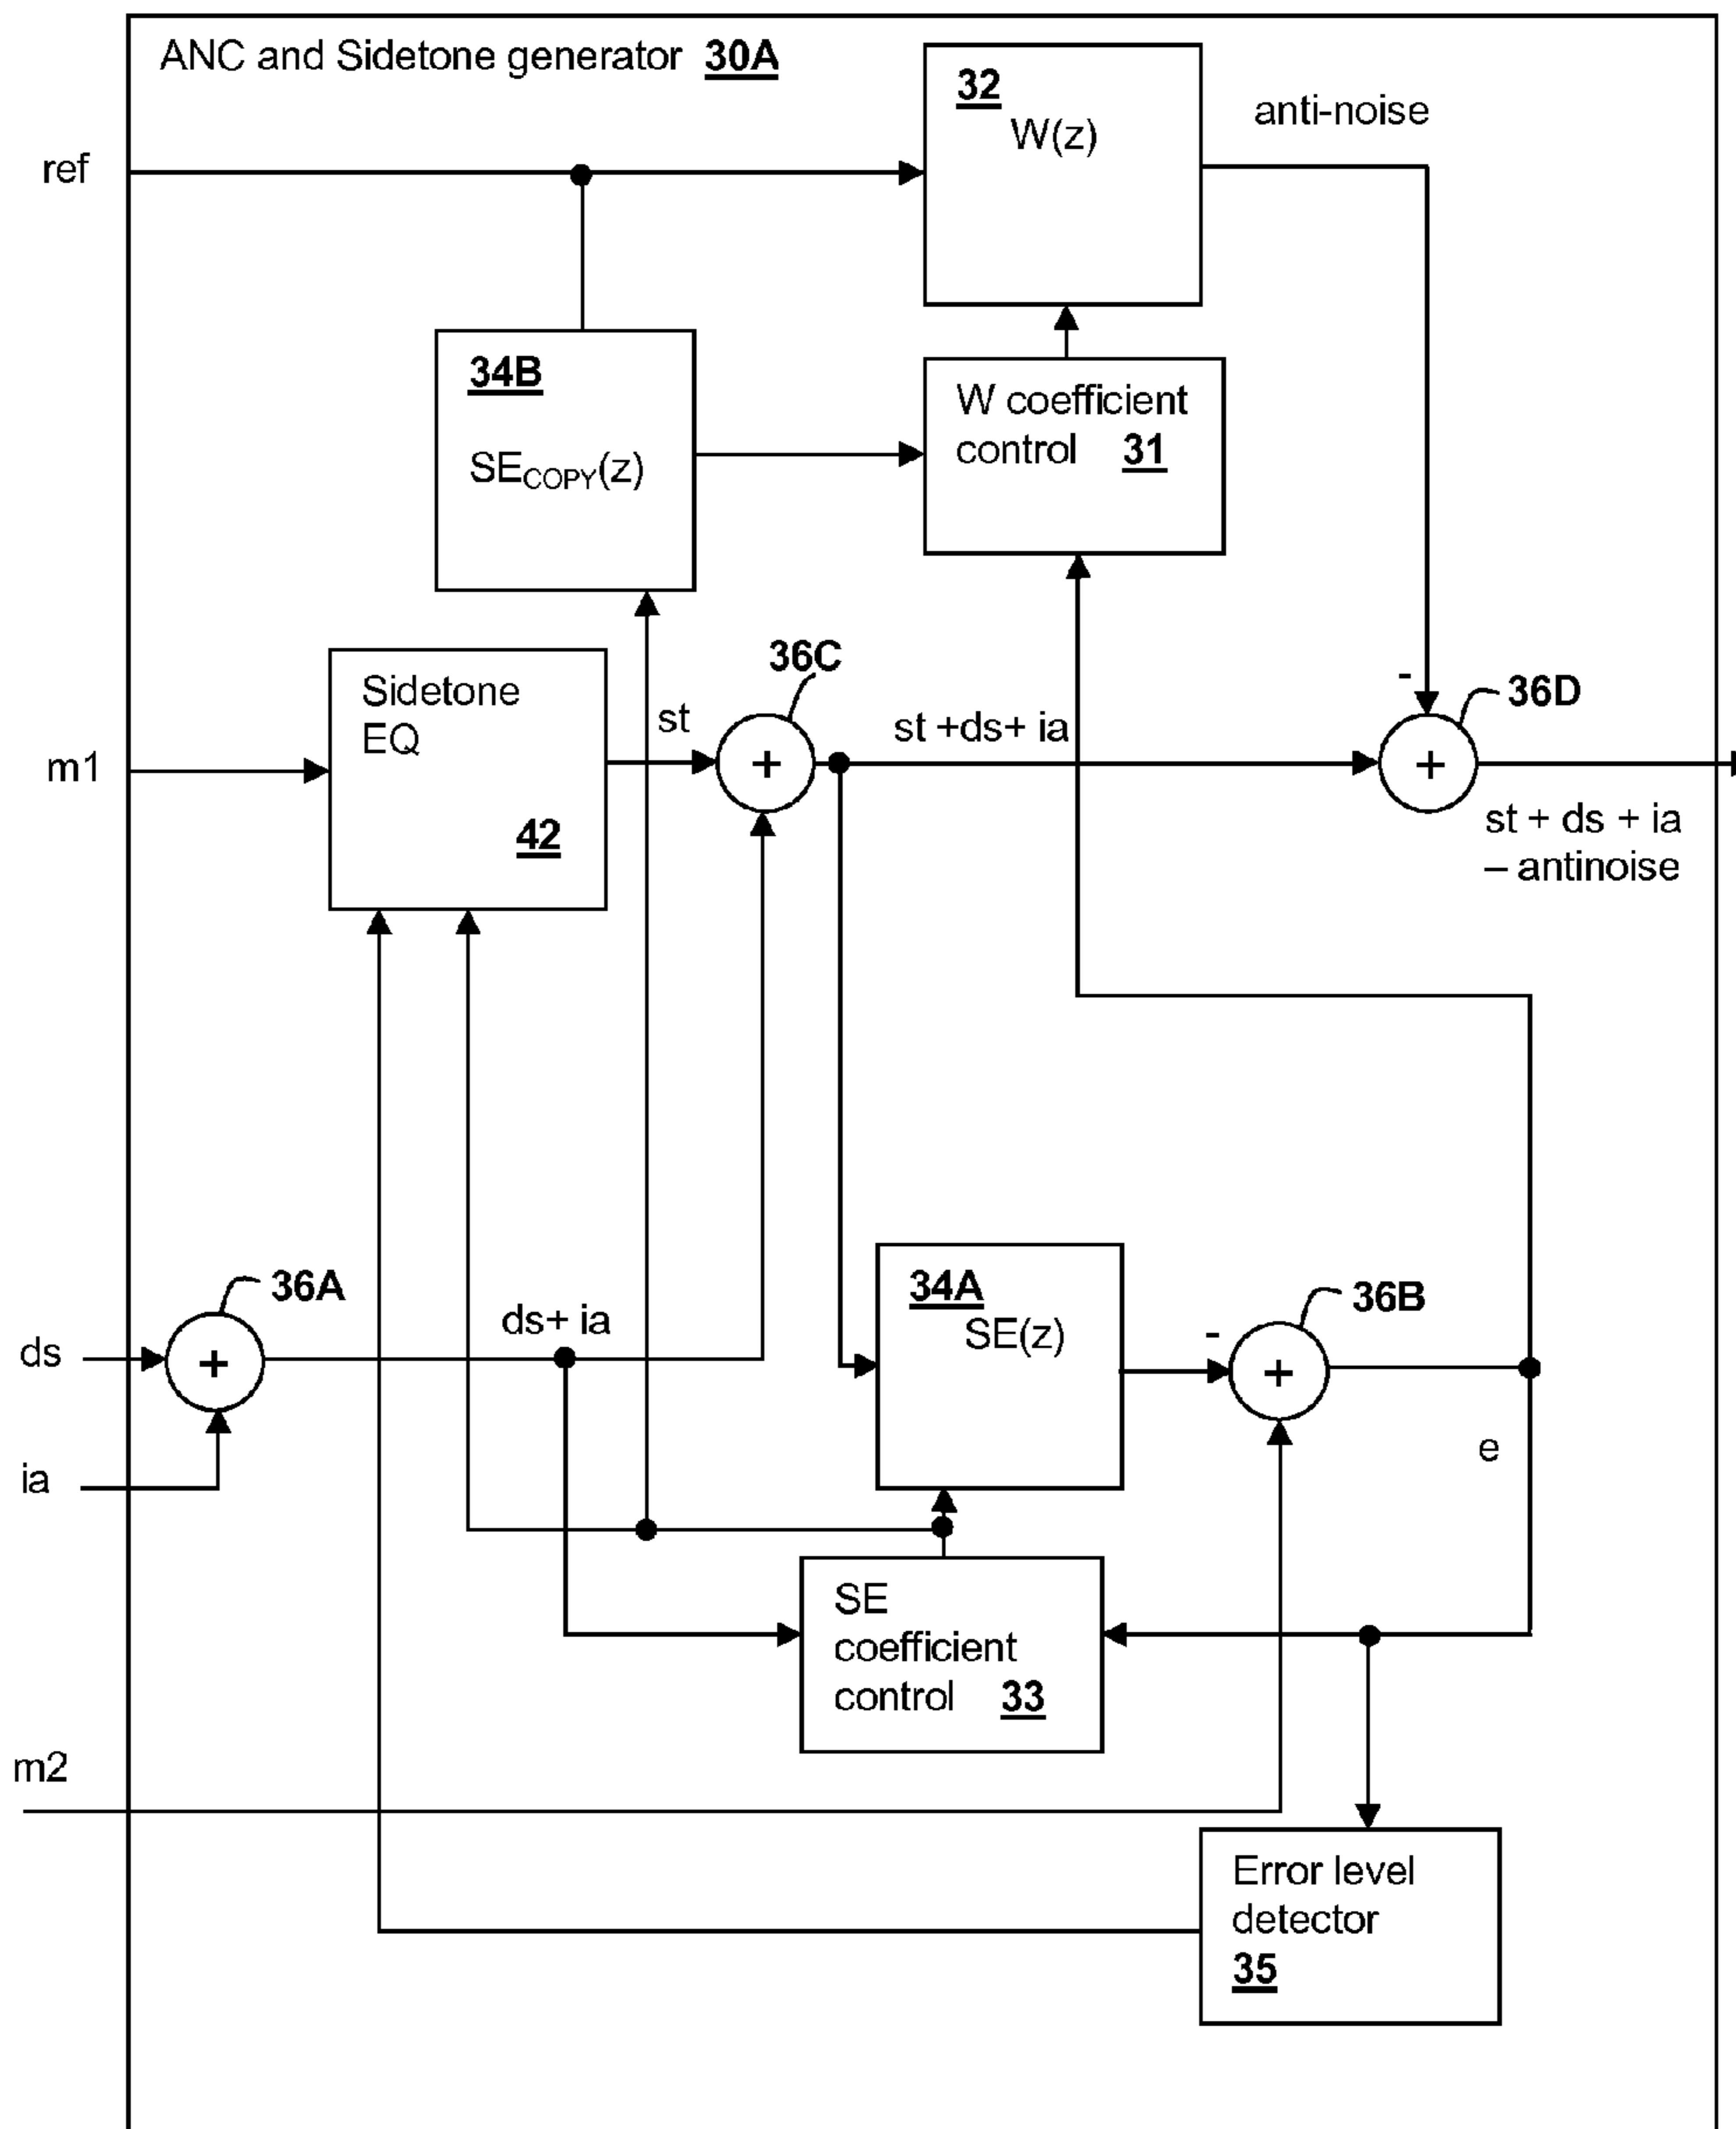 ANC and Sidetone generator 30A
32
W(z)
anti-noise
ref
34B
SECOPY(z)
W coefficient
control 31
36C
-
36D
Sidetone
EQ
42
st
+
st +ds+ ia
+
m1
st + ds + ia
– antinoise
36A
ds+ ia
34A
SE(z)
36B
-
ds
+
+
ia
e
SE
coefficient
control 33
m2
Error level
detector
35